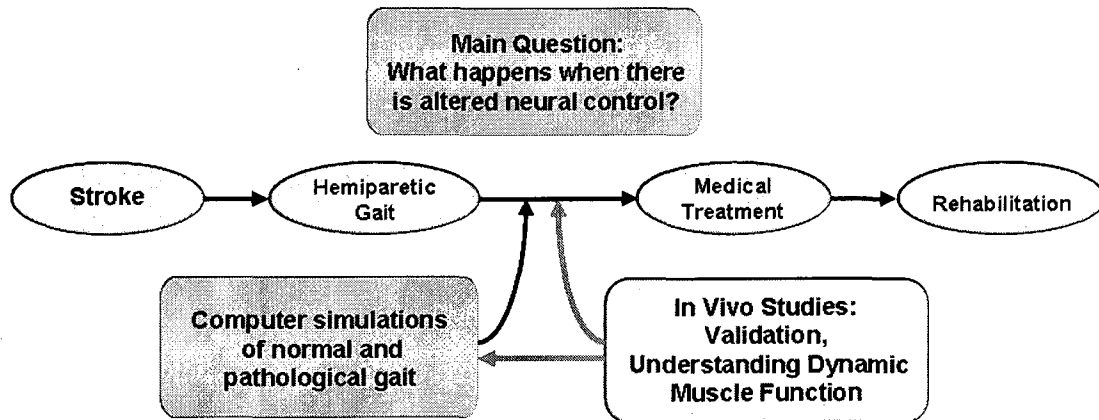 Main Question:
What happens when there
is altered neural control?
Stroke
Hemiparetic
Gait
Medical
Treatment
Rehabilitation
Computer simulations
of normal and
pathological gait
In Vivo Studies:
Validation,
Understanding Dynamic
Muscle Function